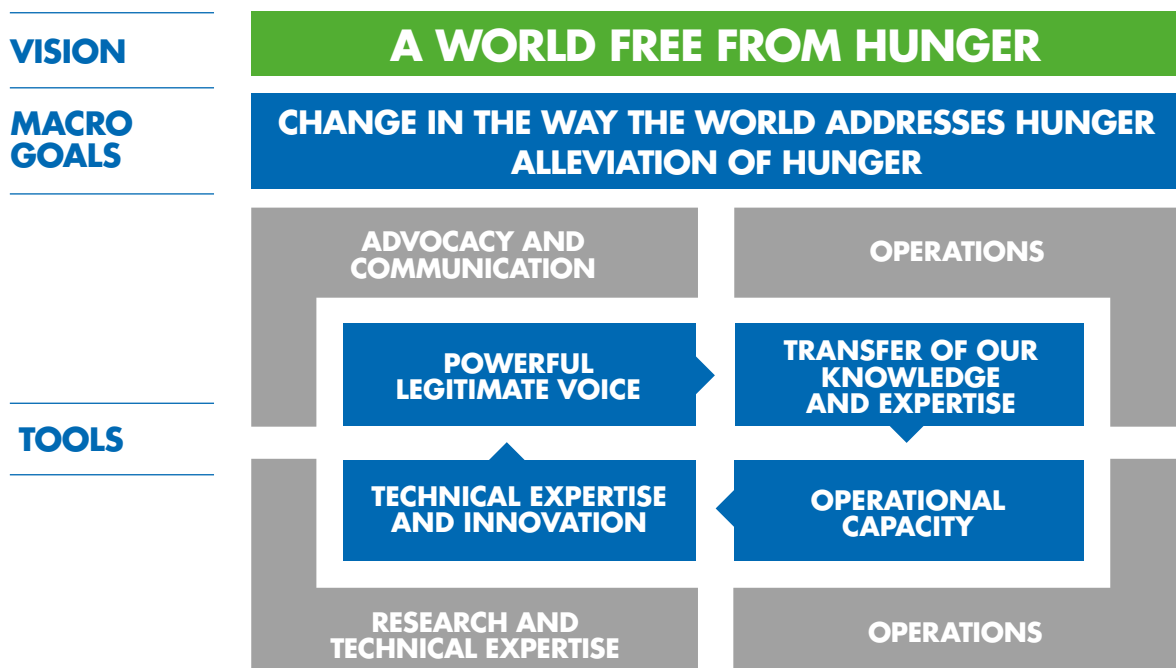 VISION
A WORLD FREE FROM HUNGER
MACRO
GOALS
CHANGE IN THE WAY THE WORLD ADDRESSES HUNGER
ALLEVIATION OF HUNGER
TOOLS
ADVOCACY AND
COMMUNICATION
OPERATIONS
POWERFUL
LEGITIMATE VOICE
TRANSFER OF OUR
KNOWLEDGE
AND EXPERTISE
TECHNICAL EXPERTISE
AND INNOVATION
OPERATIONAL
CAPACITY
RESEARCH AND
TECHNICAL EXPERTISE
OPERATIONS